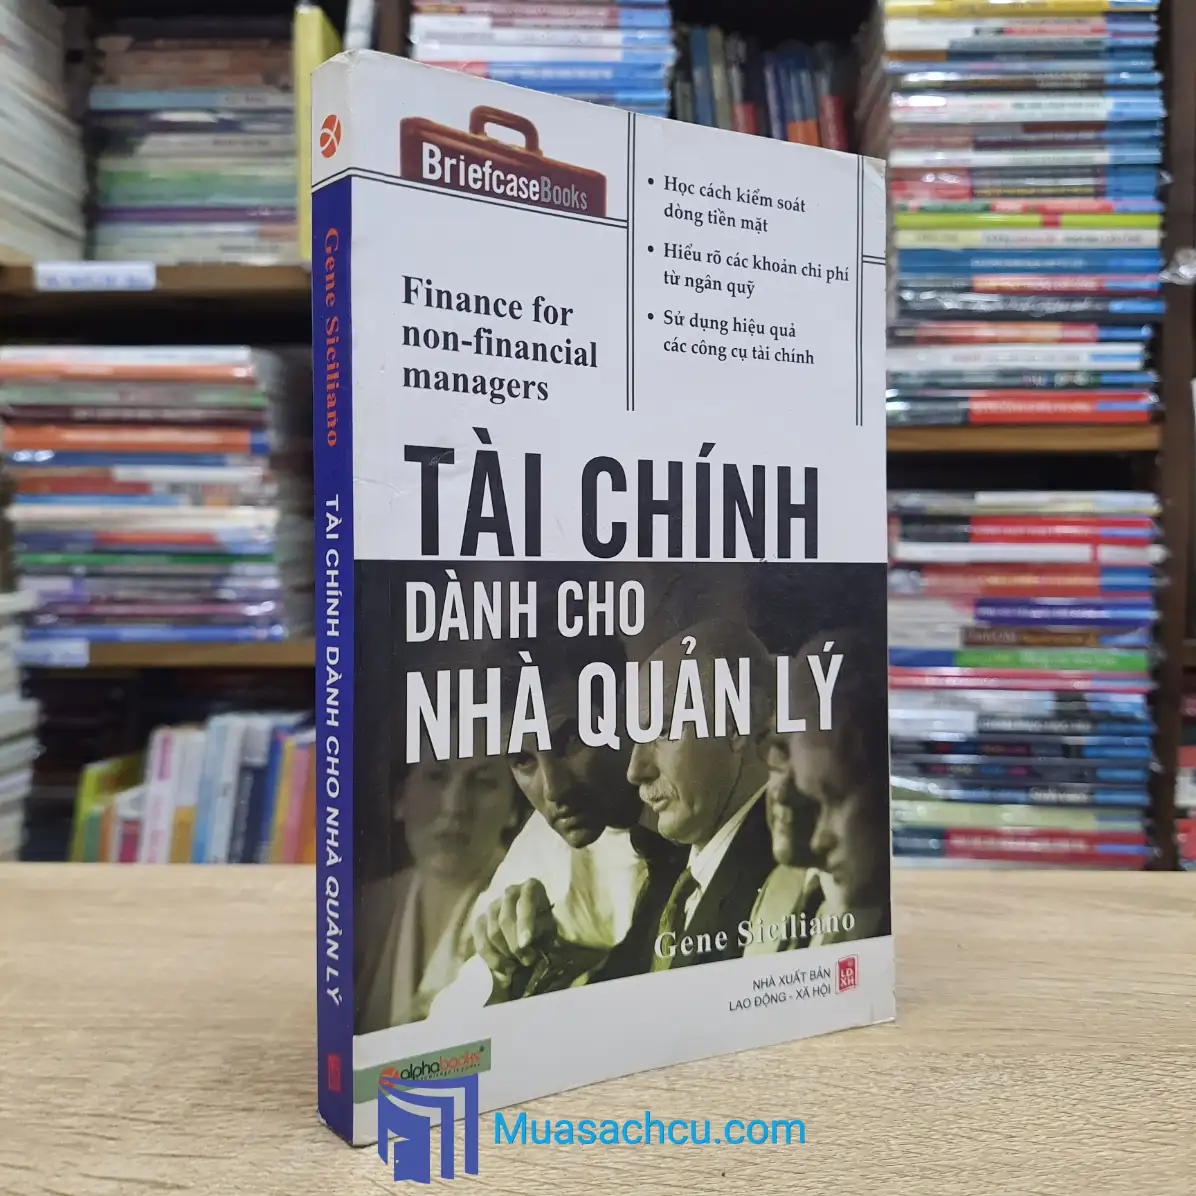 BriefcaseBooks
Finance for
non-financial
managers
• Học cách kiểm soát
dòng tiền mặt
• Hiểu rõ các khoản chi phí
từ ngân quỹ
• Sử dụng hiệu quả
các công cụ tài chính
TÀI CHÍNH
DÀNH CHO
NHÀ QUẢN LÝ
Gene Siciliano
NHÀ XUẤT BẢN
LAO ĐỘNG - XÃ HỘI
LĐ
XH
alphabooks®
Gene Siciliano TÀI CHÍNH DÀNH CHO NHÀ QUẢN LÝ
Muasachcu.com